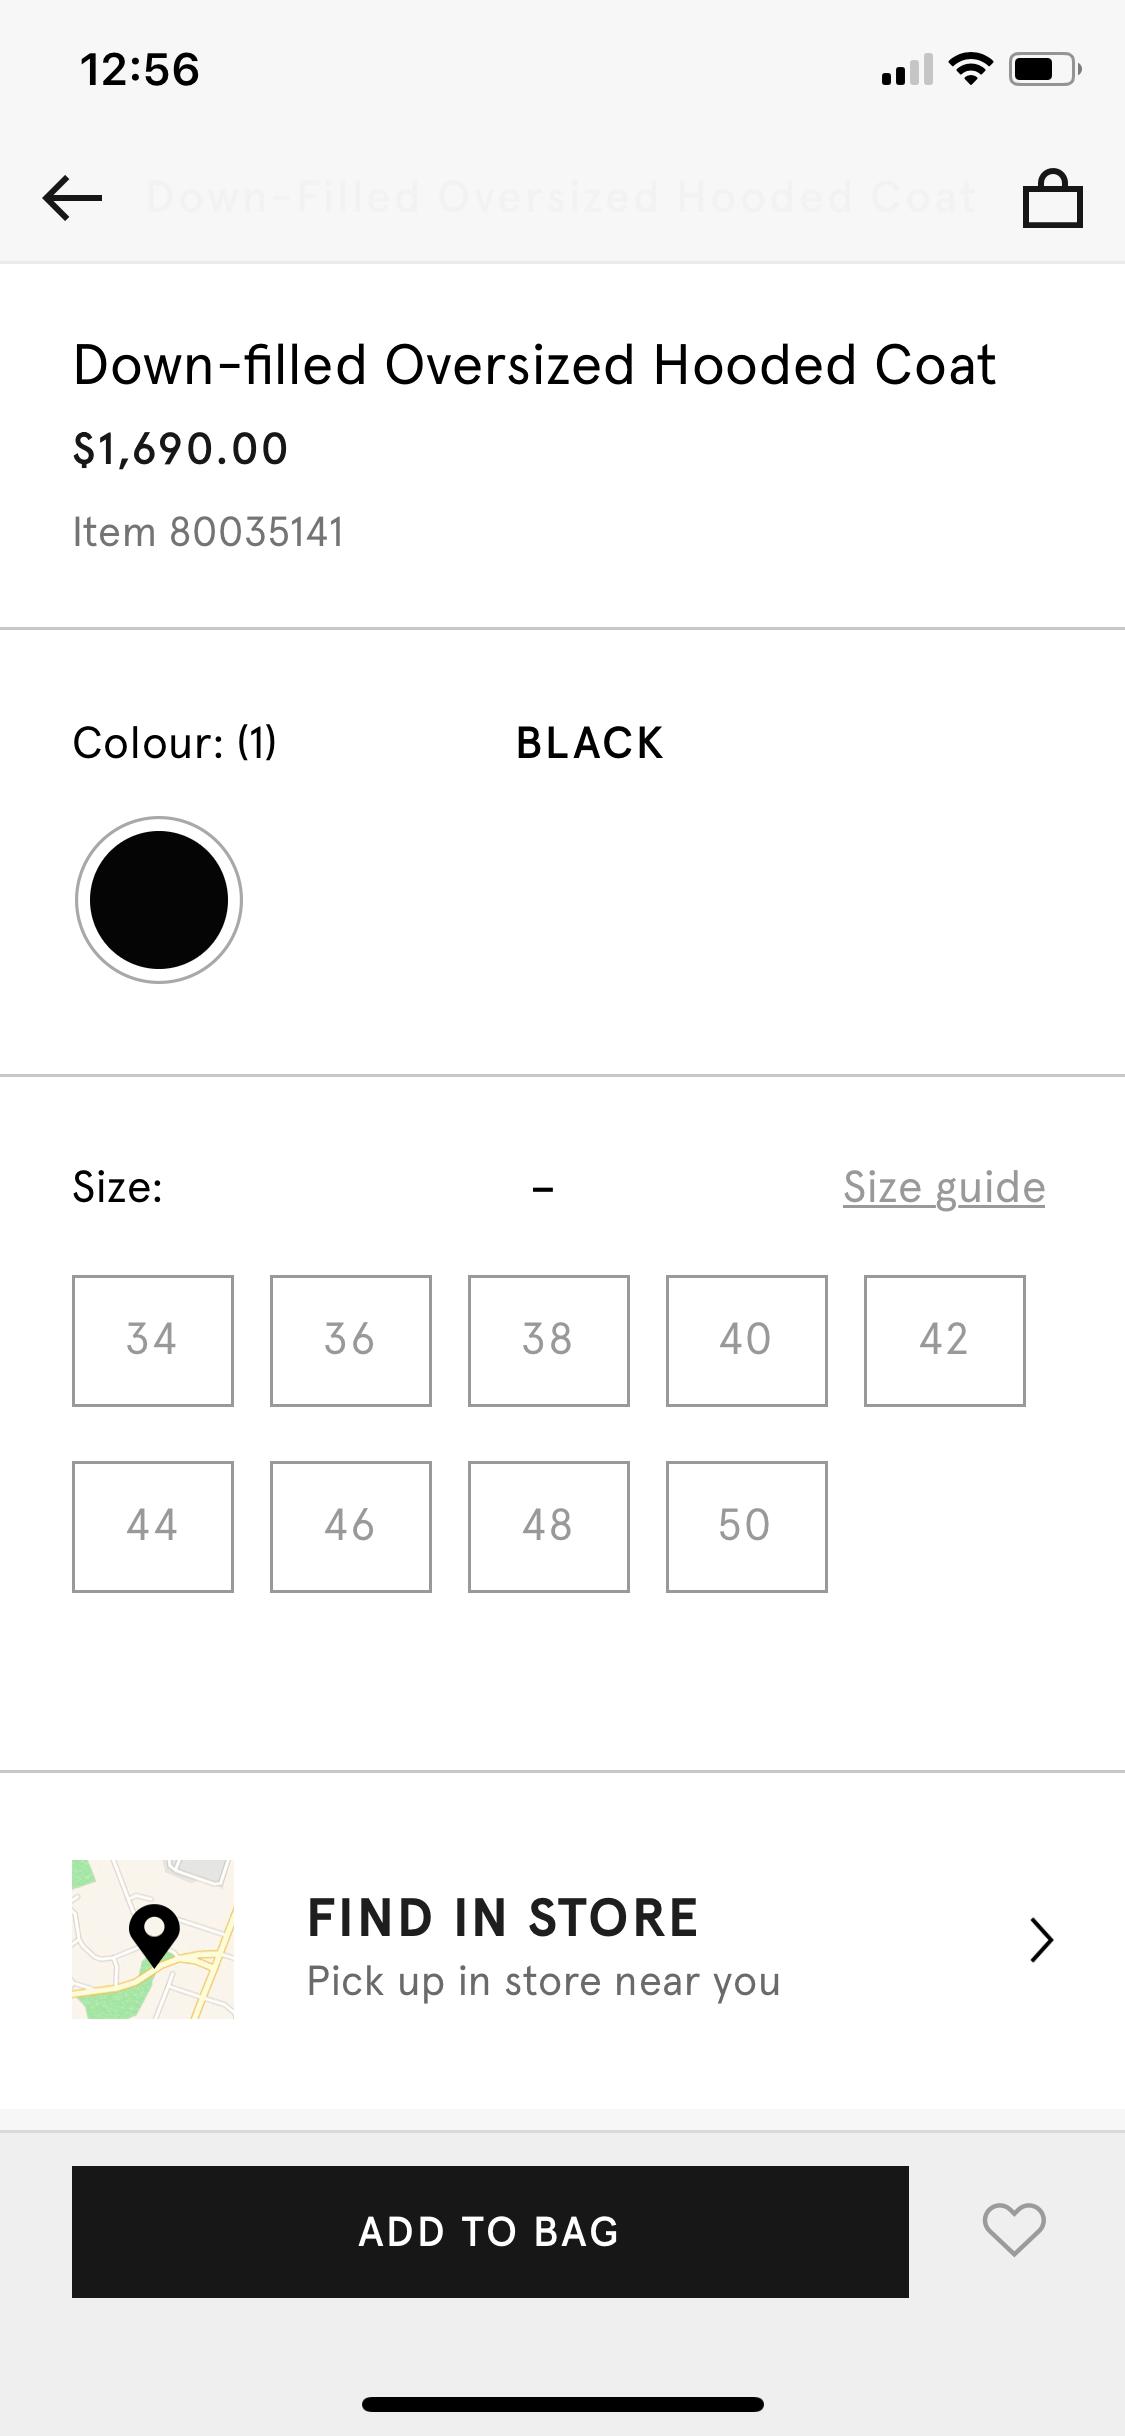 12:56
Down-Filled Oversized Hooded Coat
Down-filled Oversized Hooded Coat
$1,690.00
Item 80035141
Colour: (1) BLACK
Size: – Size guide
34 36 38 40 42
44 46 48 50
FIND IN STORE
Pick up in store near you
ADD TO BAG